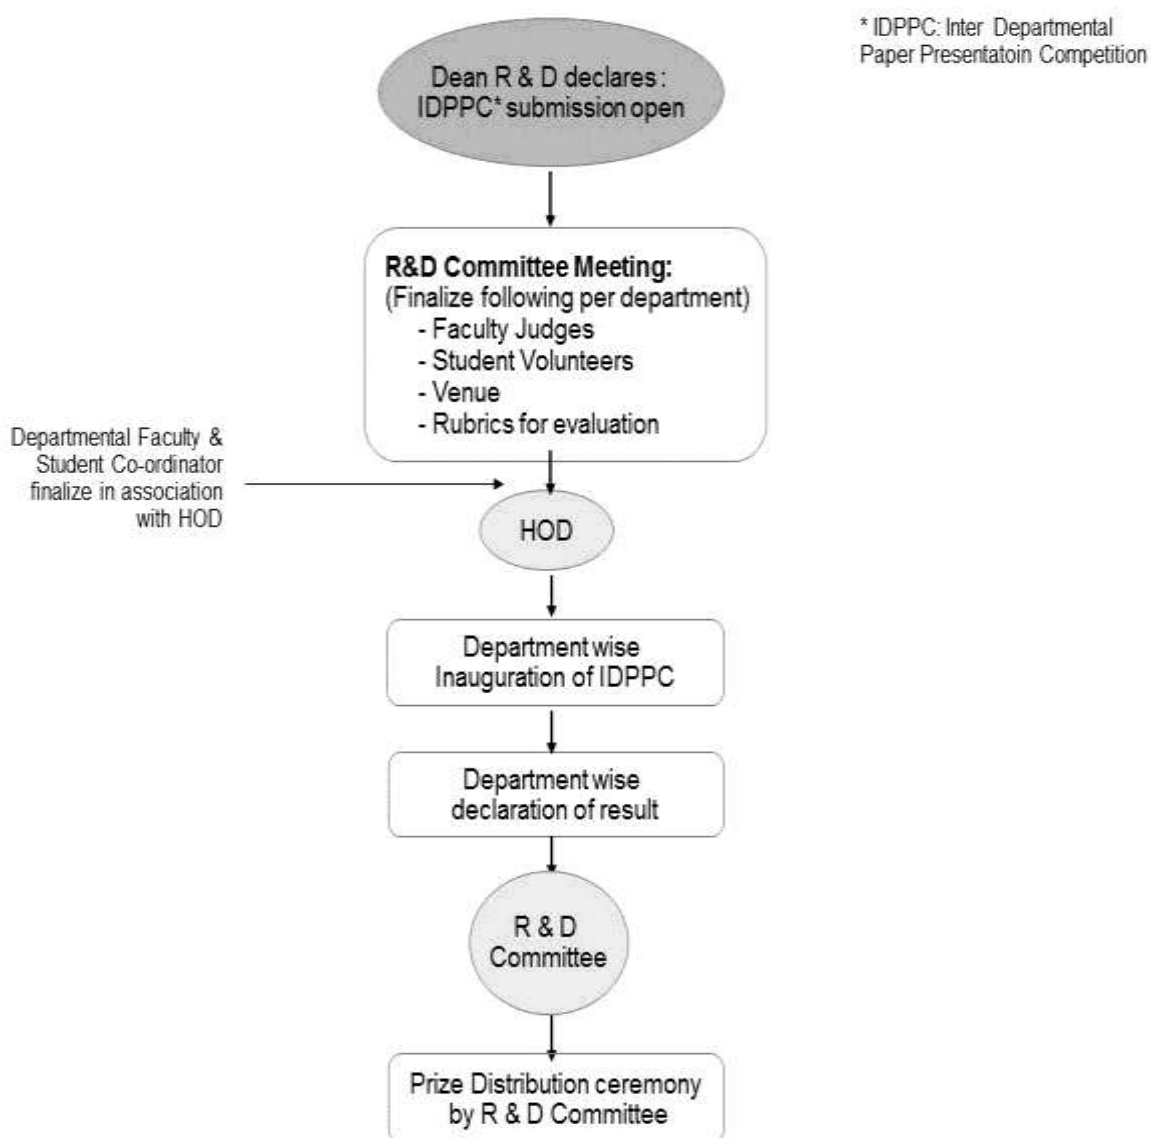 * IDPPC: Inter Departmental
Paper Presentatoin Competition
Dean R & D declares :
IDPPC* submission open
R&D Committee Meeting:
(Finalize following per department)
- Faculty Judges
- Student Volunteers
- Venue
- Rubrics for evaluation
Departmental Faculty &
Student Co-ordinator
finalize in association
with HOD
HOD
Department wise
Inauguration of IDPPC
Department wise
declaration of result
R & D
Committee
Prize Distribution ceremony
by R & D Committee